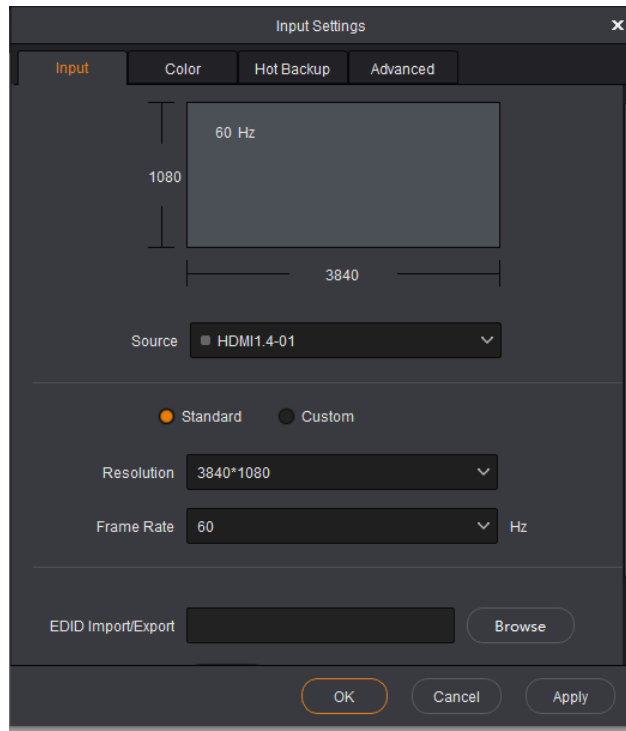 Input Settings
Input Color Hot Backup Advanced
60 Hz
1080
3840
Source HDMI1.4-01
Standard Custom
Resolution 3840*1080
Frame Rate 60 Hz
EDID Import/Export Browse
OK Cancel Apply